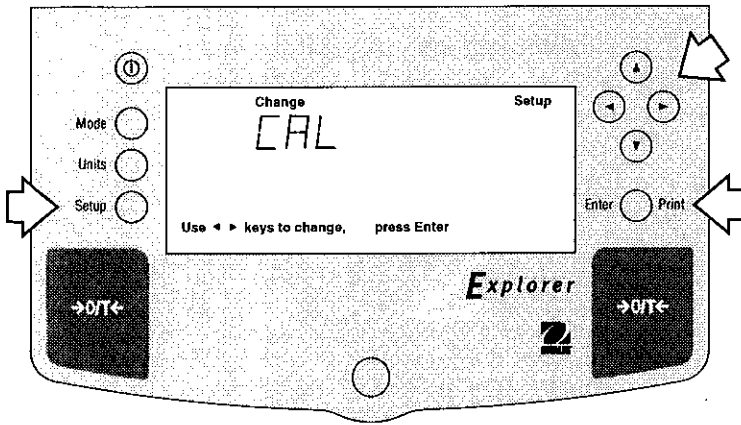 Change Setup
CAL
Mode
Units
Setup
Enter Print
Use ◄ ► keys to change, press Enter
Explorer
→0/T← →0/T←